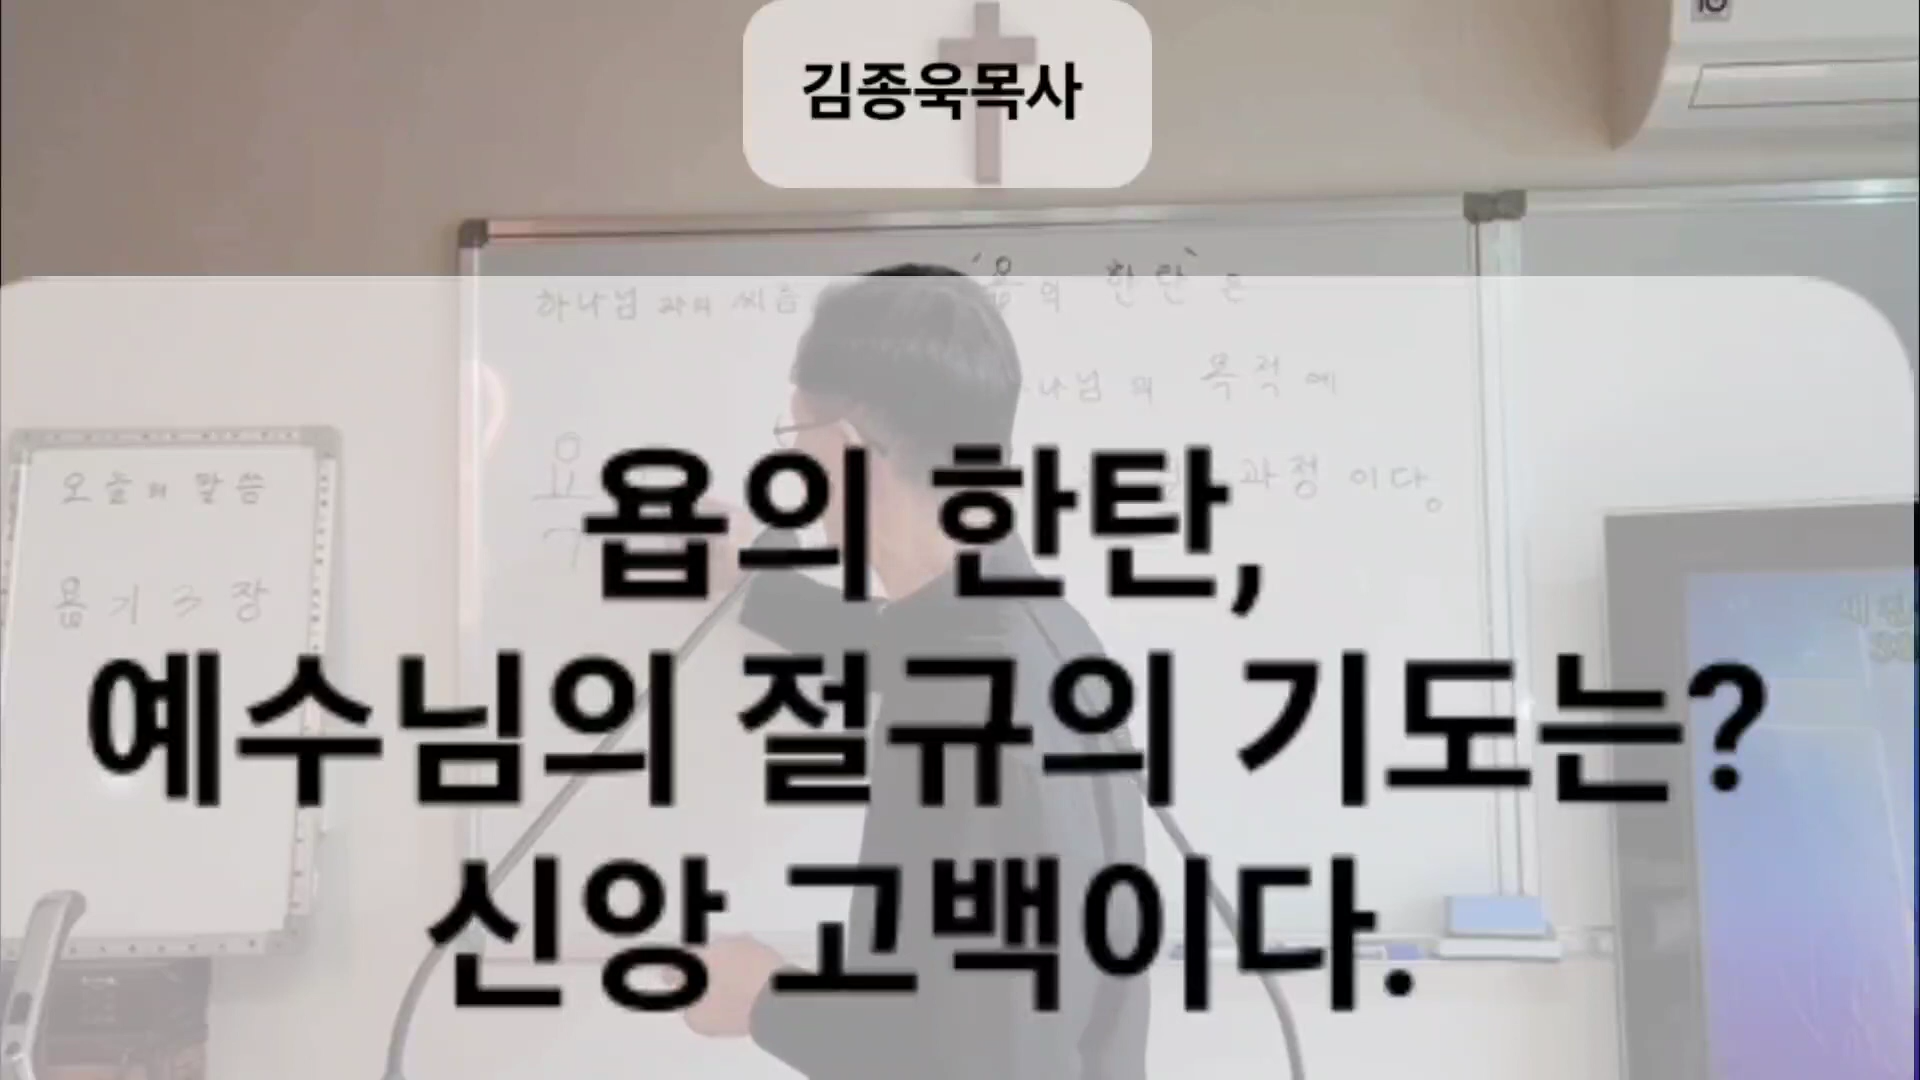 김종욱목사
하나님 과의 씨름
'욥의 한탄'은
나님의 목적에
과정 이다.
오늘의 말씀
욥기 3장
욥의 한탄,
예수님의 절규의 기도는?
신앙 고백이다.